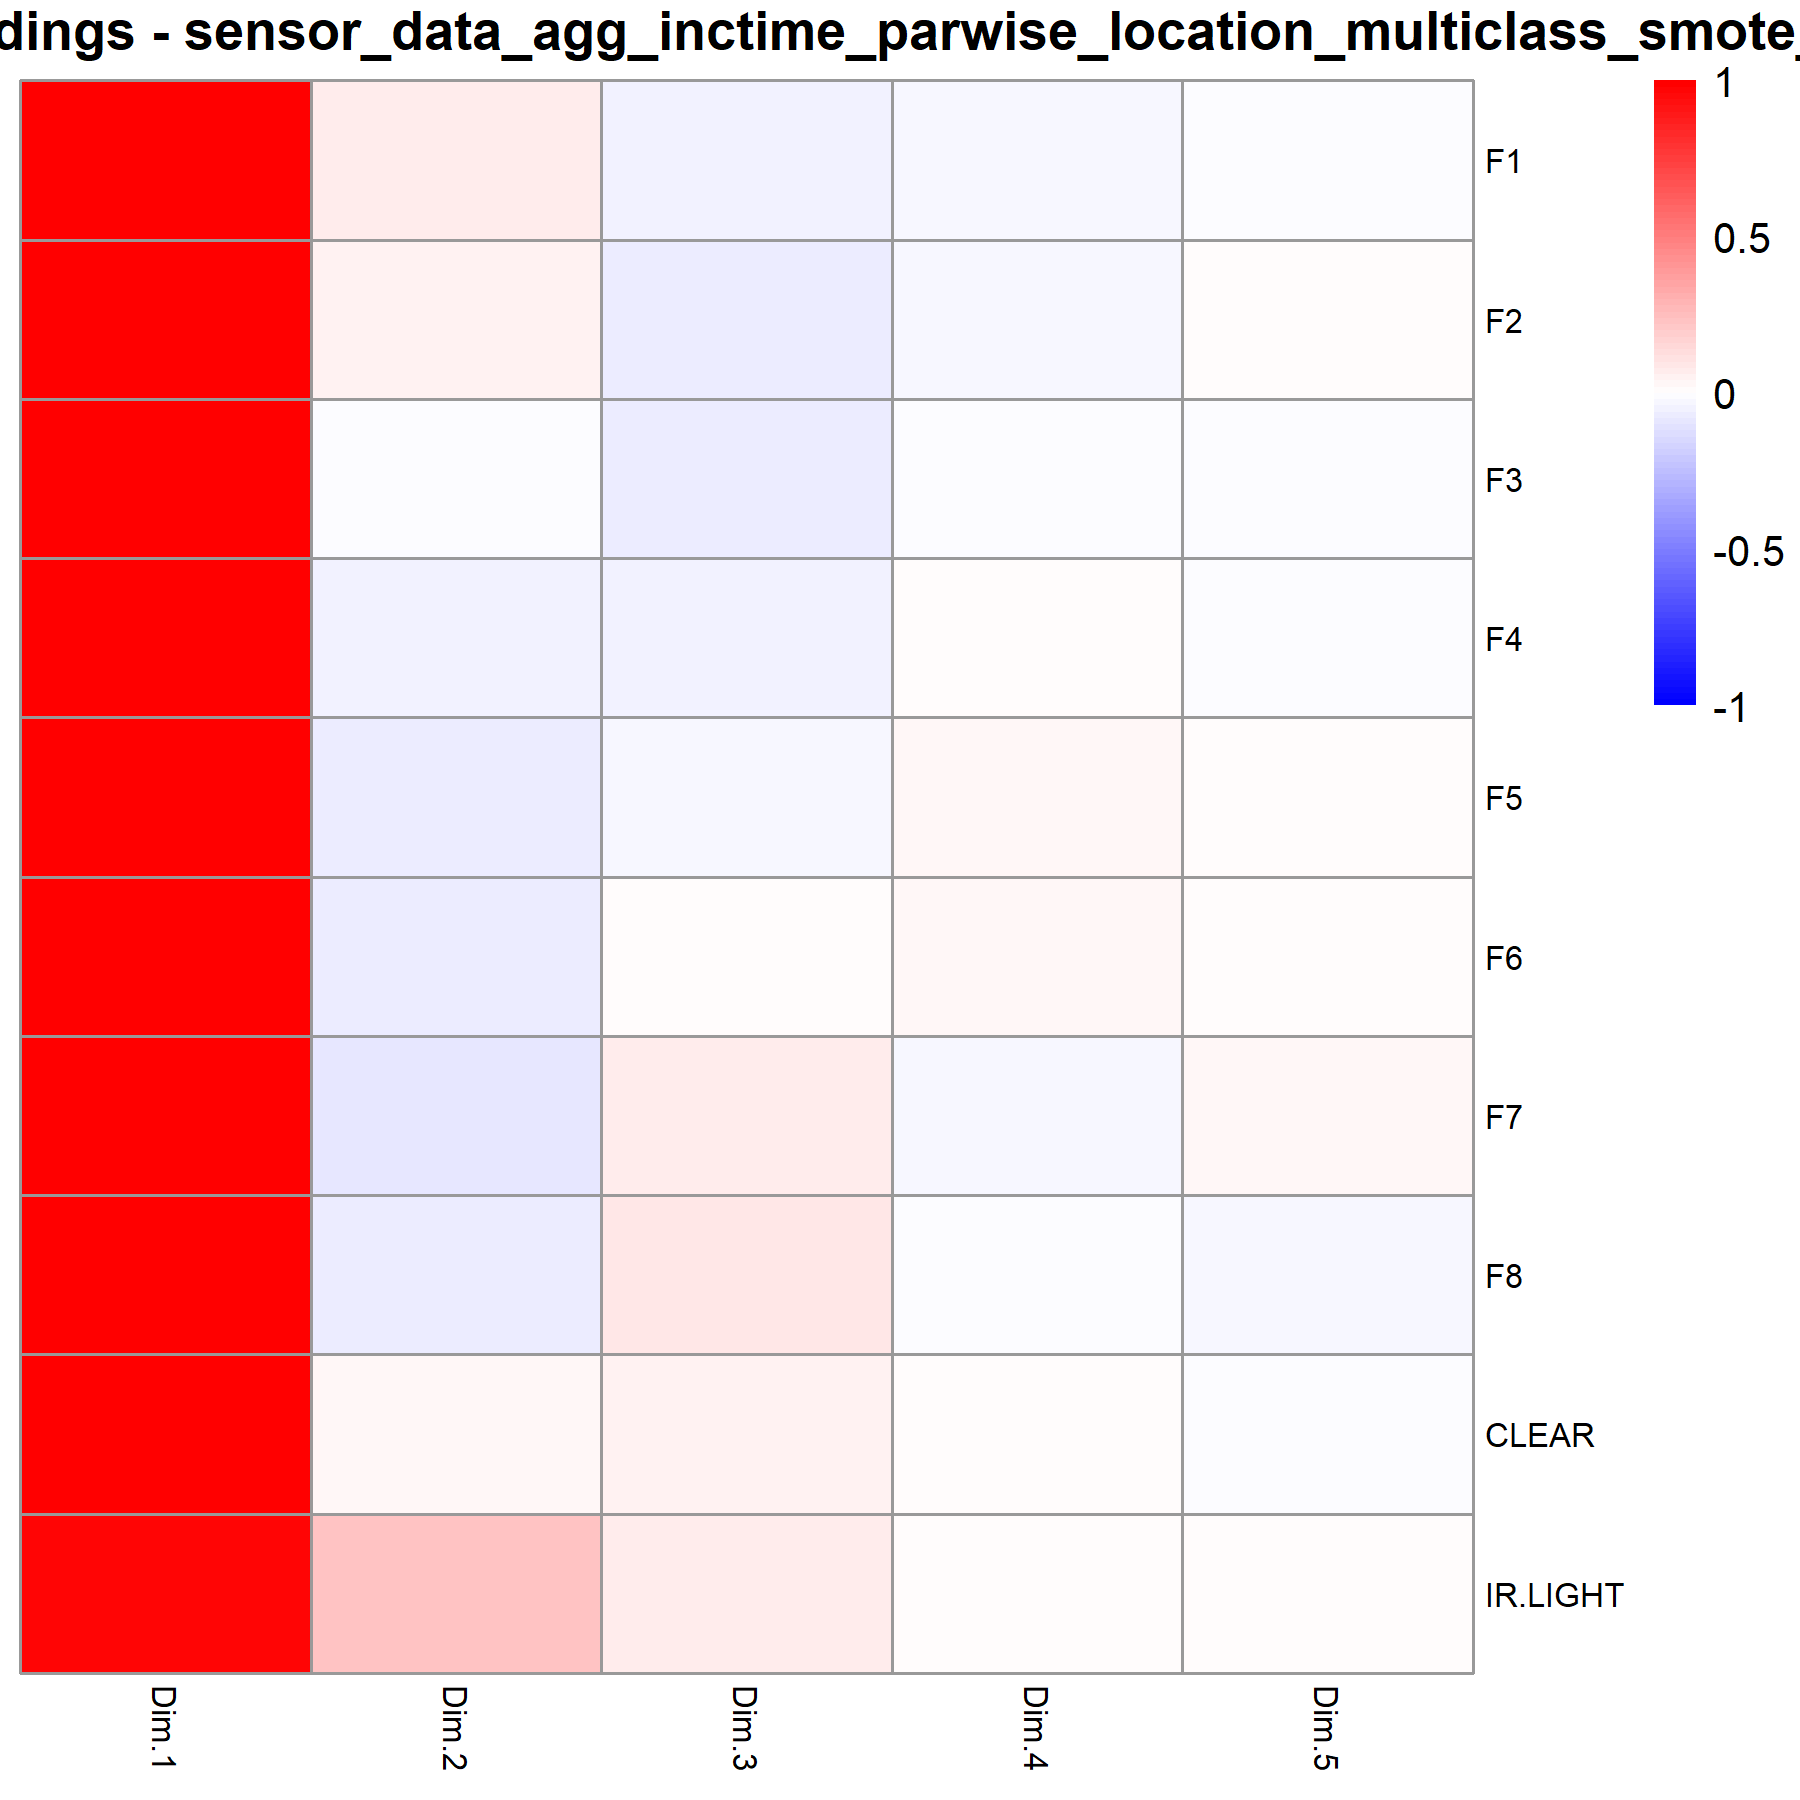 dings - sensor_data_agg_inctime_parwise_location_multiclass_smote_
1
0.5
0
-0.5
-1
F1
F2
F3
F4
F5
F6
F7
F8
CLEAR
IR.LIGHT
Dim.1
Dim.2
Dim.3
Dim.4
Dim.5